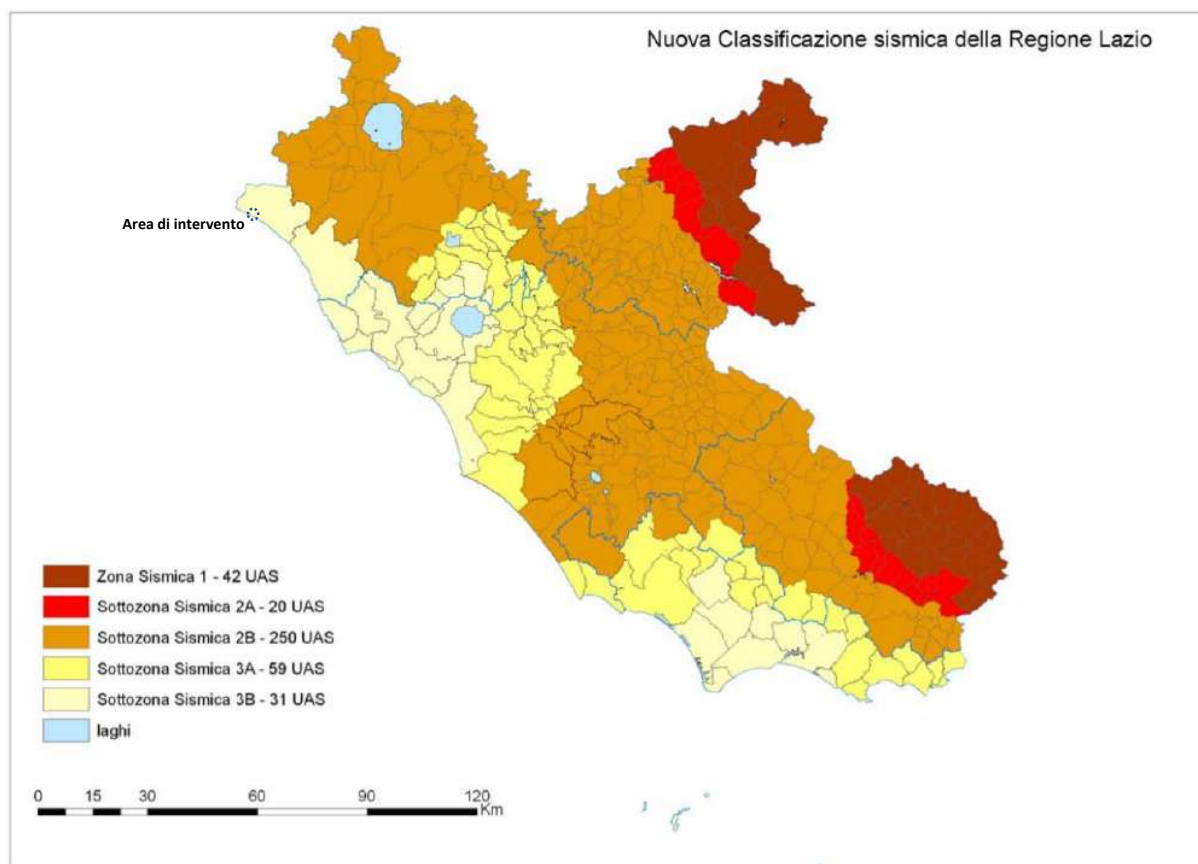 Nuova Classificazione sismica della Regione Lazio
Area di intervento
Zona Sismica 1 - 42 UAS
Sottozona Sismica 2A - 20 UAS
Sottozona Sismica 2B - 250 UAS
Sottozona Sismica 3A - 59 UAS
Sottozona Sismica 3B - 31 UAS
laghi
0 15 30 60 90 120
Km